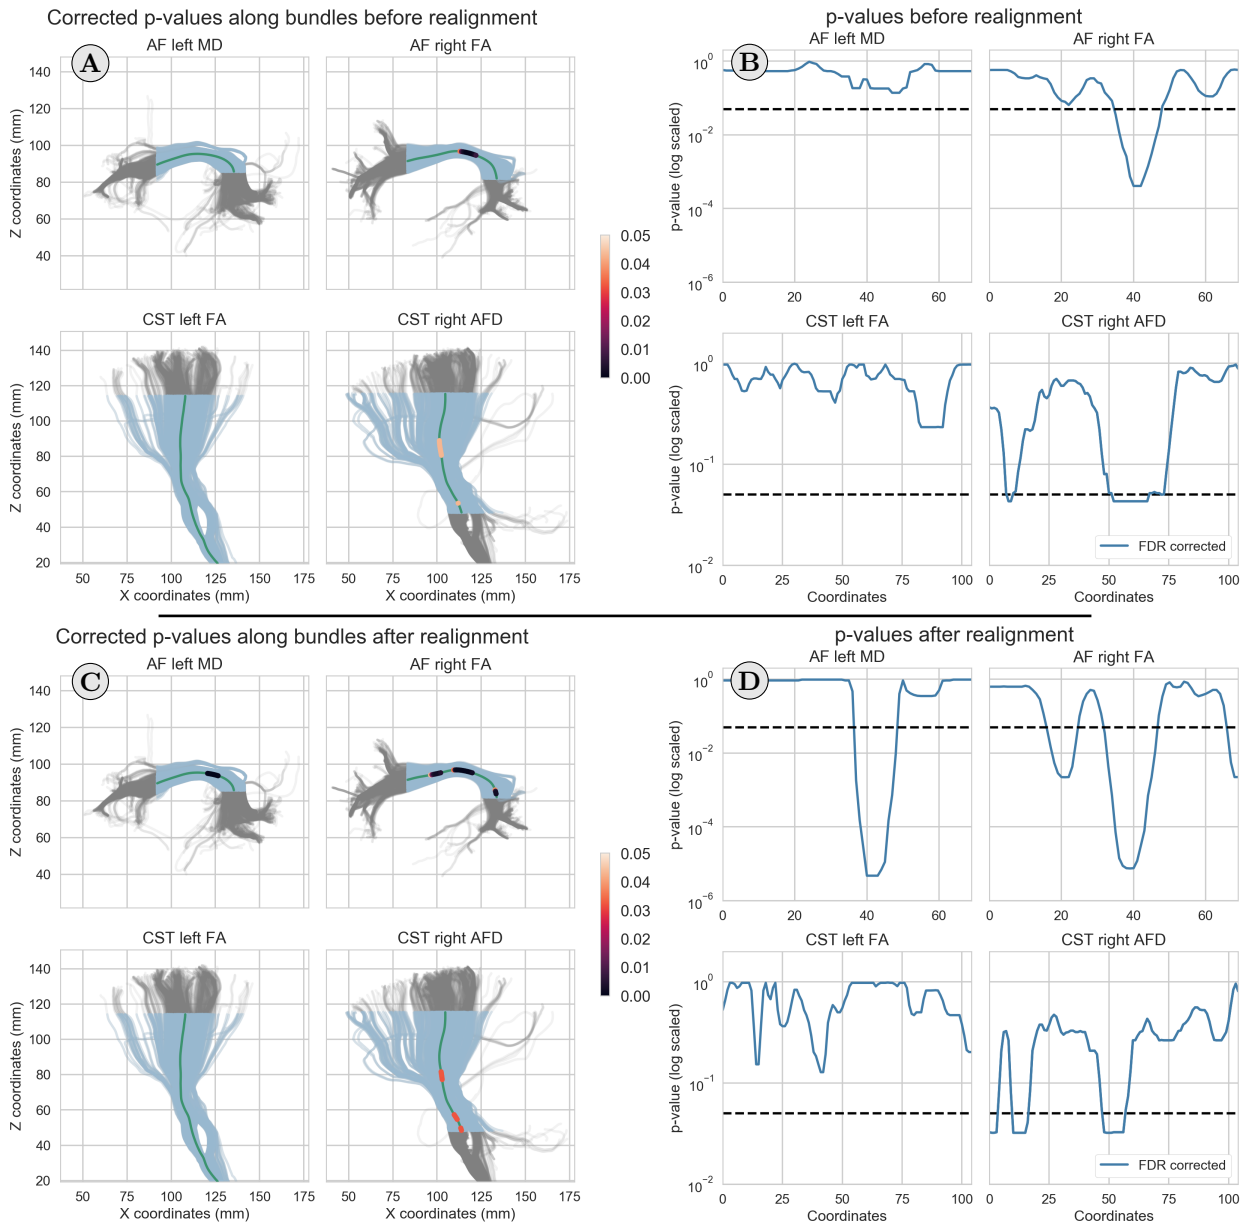 Corrected p-values along bundles before realignment
AF left MD
AF right FA
A
Z coordinates (mm)
140
120
100
80
60
40
CST left FA
CST right AFD
Z coordinates (mm)
140
120
100
80
60
40
20
50 75 100 125 150 175
50 75 100 125 150 175
X coordinates (mm)
X coordinates (mm)
0.05
0.04
0.03
0.02
0.01
0.00
p-values before realignment
AF left MD
AF right FA
B
p-value (log scaled)
10^0
10^-2
10^-4
10^-6
0 20 40 60
0 20 40 60
CST left FA
CST right AFD
p-value (log scaled)
10^0
10^-1
10^-2
FDR corrected
0 25 50 75 100
0 25 50 75 100
Coordinates
Coordinates
Corrected p-values along bundles after realignment
AF left MD
AF right FA
C
Z coordinates (mm)
140
120
100
80
60
40
CST left FA
CST right AFD
Z coordinates (mm)
140
120
100
80
60
40
20
50 75 100 125 150 175
50 75 100 125 150 175
X coordinates (mm)
X coordinates (mm)
0.05
0.04
0.03
0.02
0.01
0.00
p-values after realignment
AF left MD
AF right FA
D
p-value (log scaled)
10^0
10^-2
10^-4
10^-6
0 20 40 60
0 20 40 60
CST left FA
CST right AFD
p-value (log scaled)
10^0
10^-1
10^-2
FDR corrected
0 25 50 75 100
0 25 50 75 100
Coordinates
Coordinates